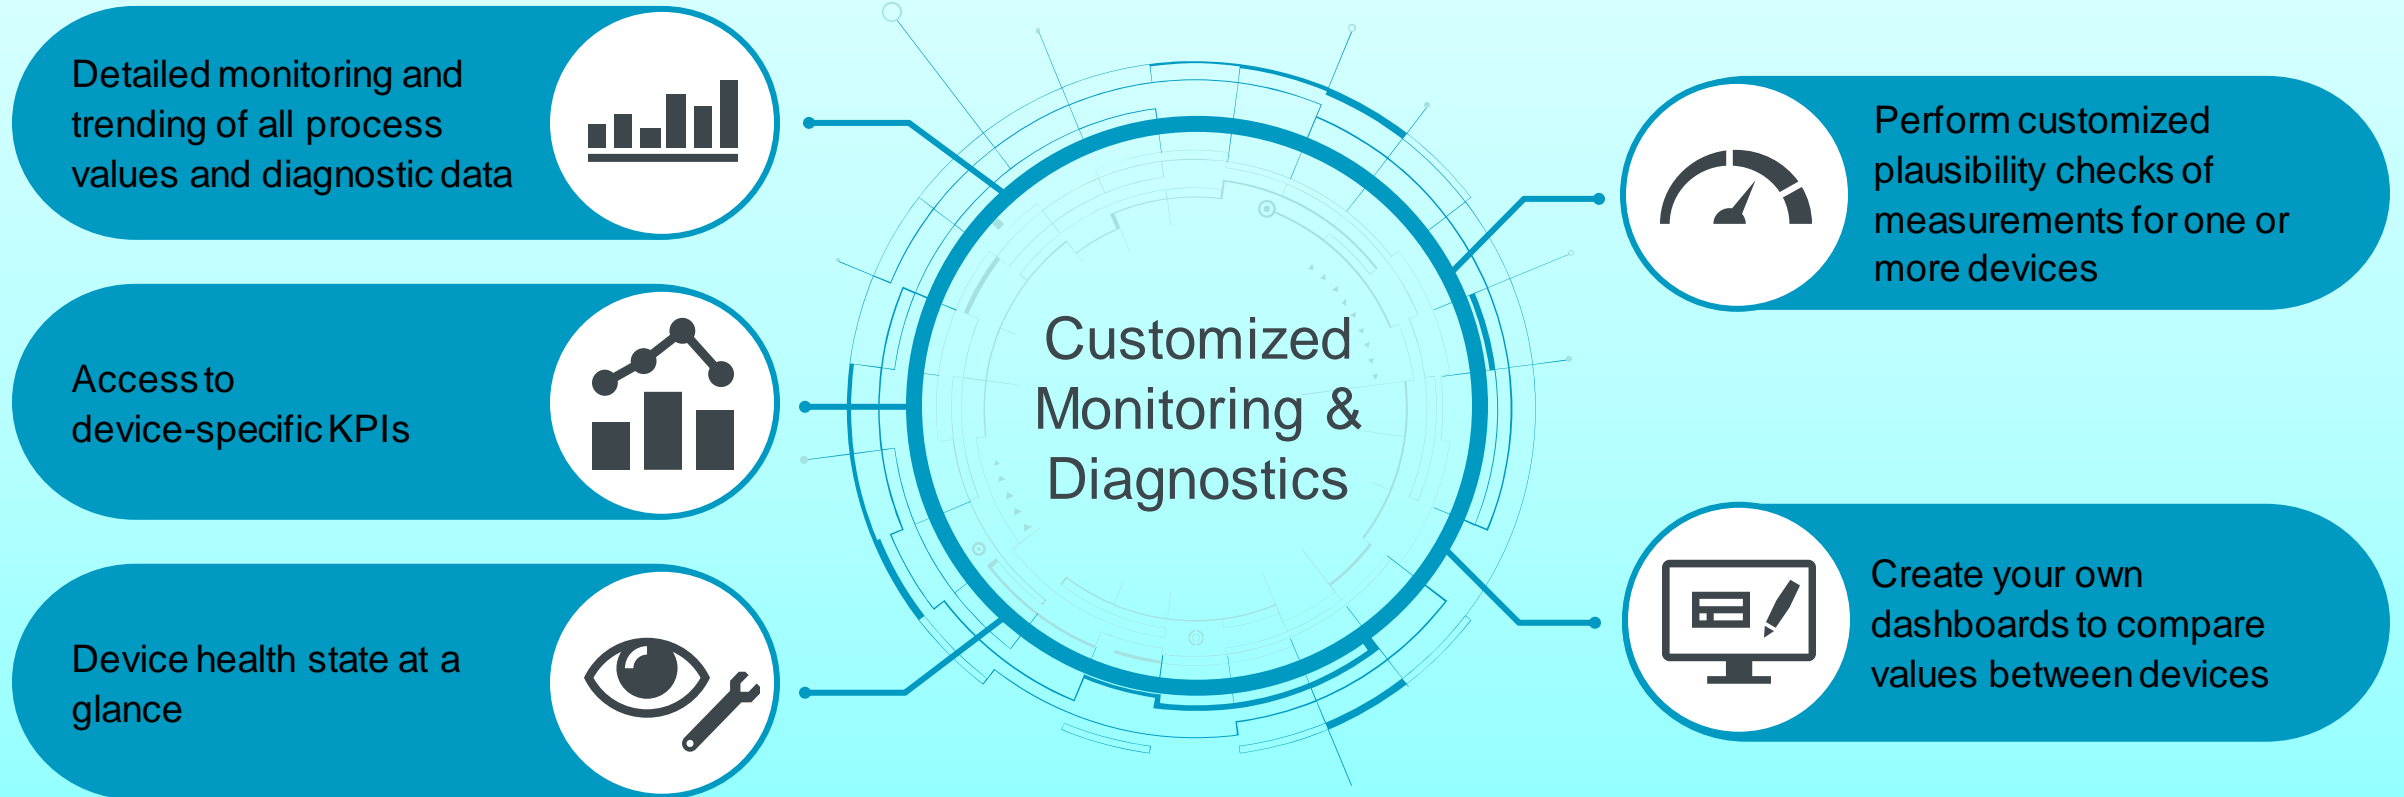 Detailed monitoring and
trending of all process
values and diagnostic data
Access to
device-specific KPIs
Device health state at a
glance
Customized
Monitoring &
Diagnostics
Perform customized
plausibility checks of
measurements for one or
more devices
Create your own
dashboards to compare
values between devices